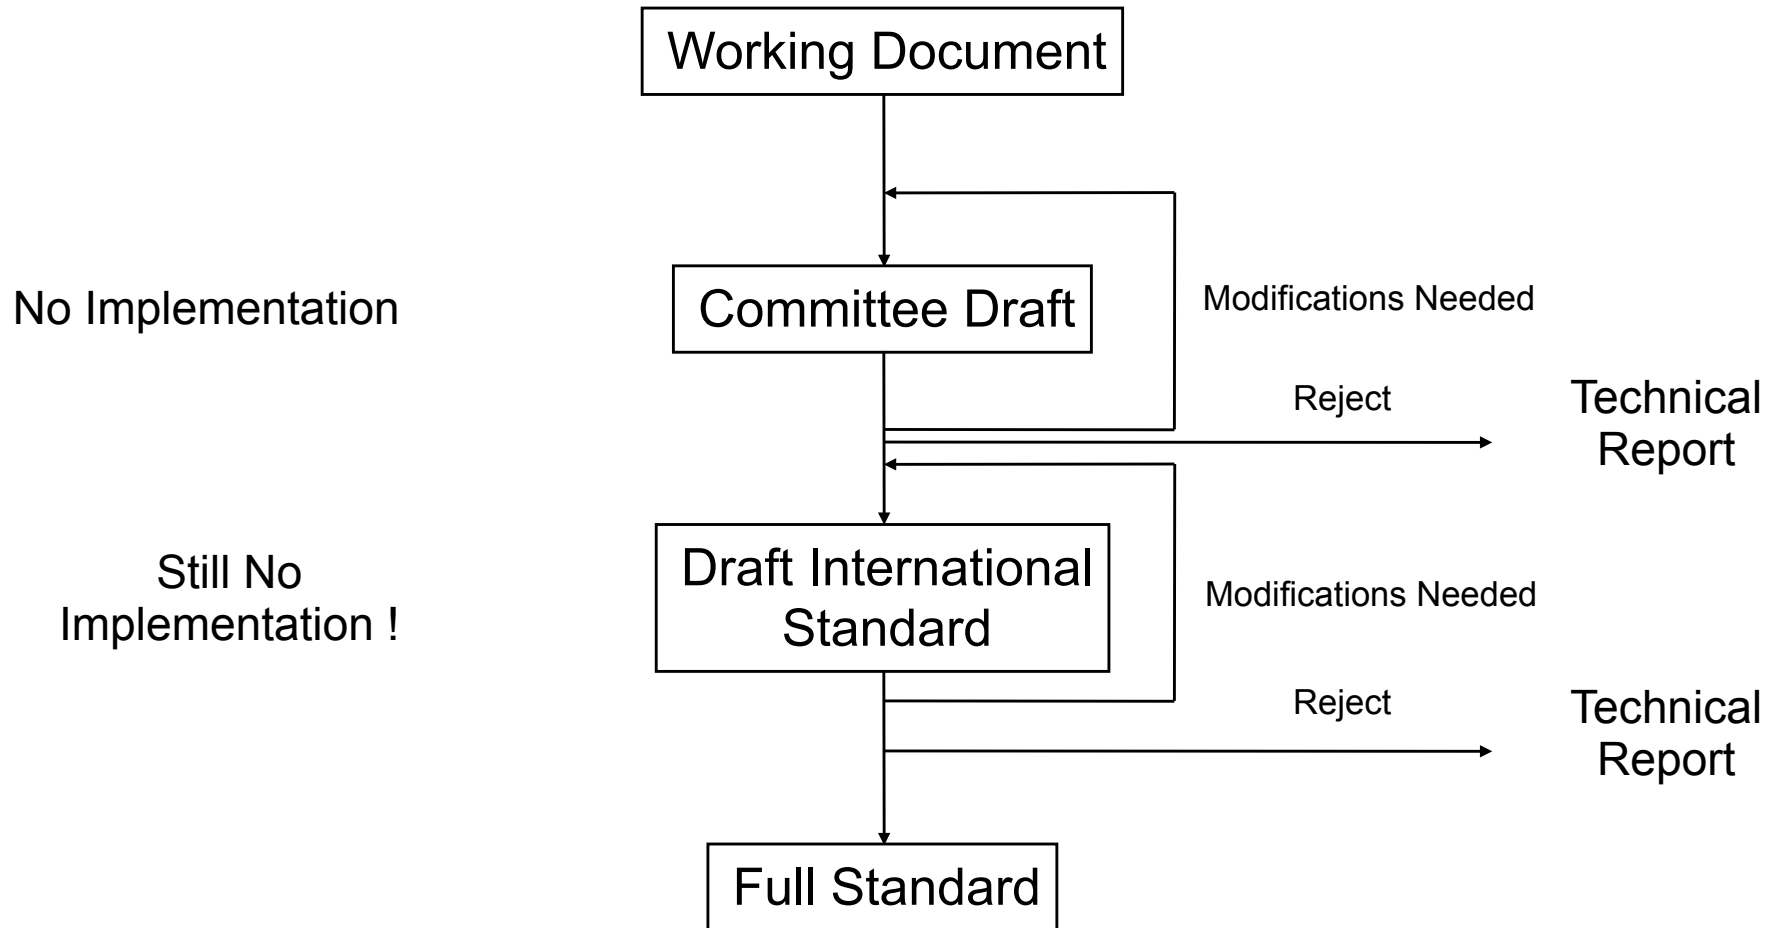 Working Document
No Implementation
Committee Draft
Modifications Needed
Reject
Technical
Report
Still No
Implementation !
Draft International
Standard
Modifications Needed
Reject
Technical
Report
Full Standard